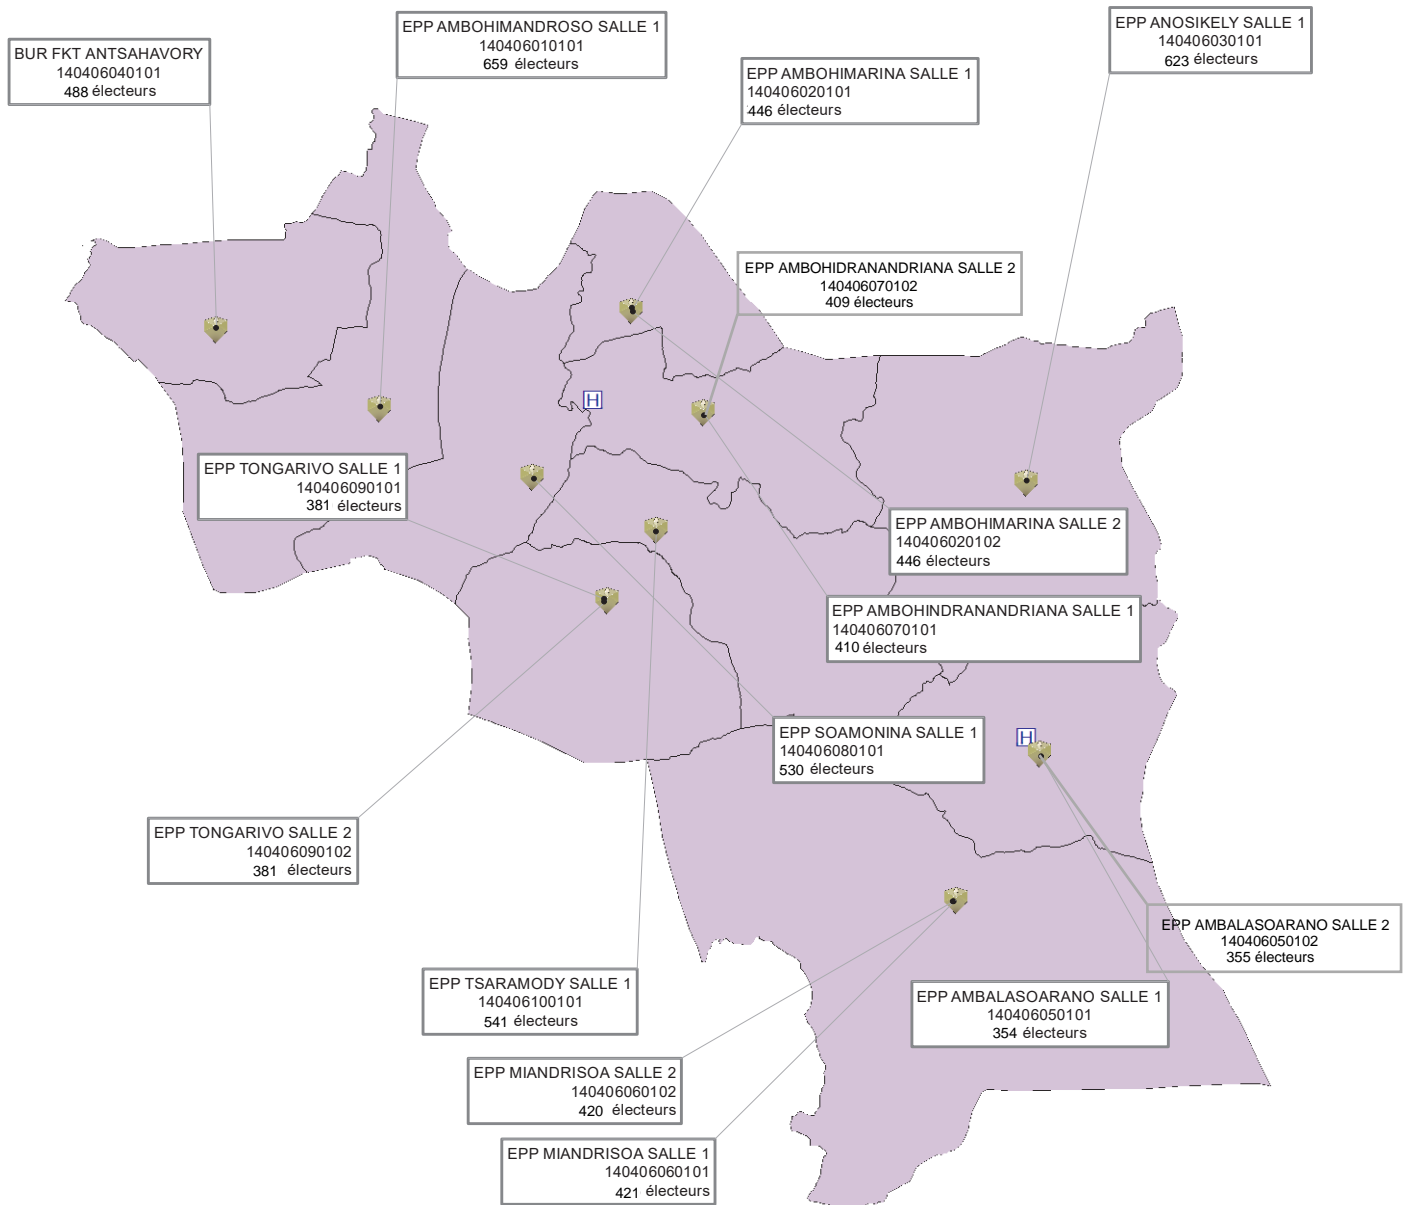 EPP AMBOHIMANDROSO SALLE 1
140406010101
659 électeurs
EPP ANOSIKELY SALLE 1
140406030101
623 électeurs
BUR FKT ANTSAHAVORY
140406040101
488 électeurs
EPP AMBOHIMARINA SALLE 1
140406020101
446 électeurs
EPP AMBOHIDRANANDRIANA SALLE 2
140406070102
409 électeurs
H
EPP TONGARIVO SALLE 1
140406090101
381 électeurs
EPP AMBOHIMARINA SALLE 2
140406020102
446 électeurs
EPP AMBOHINDRANANDRIANA SALLE 1
140406070101
410 électeurs
EPP SOAMONINA SALLE 1
140406080101
530 électeurs
H
EPP TONGARIVO SALLE 2
140406090102
381 électeurs
EPP AMBALASOARANO SALLE 2
140406050102
355 électeurs
EPP TSARAMODY SALLE 1
140406100101
541 électeurs
EPP AMBALASOARANO SALLE 1
140406050101
354 électeurs
EPP MIANDRISOA SALLE 2
140406060102
420 électeurs
EPP MIANDRISOA SALLE 1
140406060101
421 électeurs